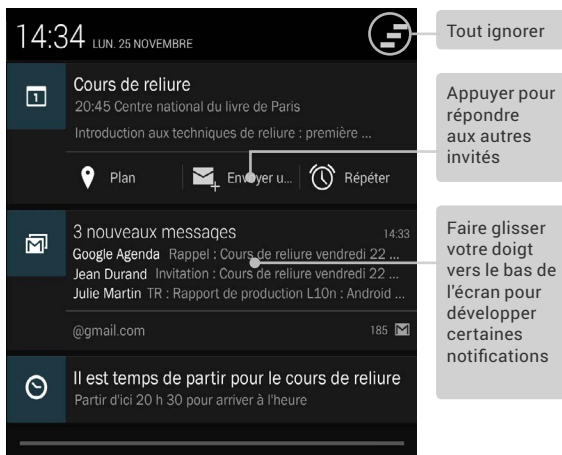 14:34 LUN. 25 NOVEMBRE
Tout ignorer
1
Cours de reliure
20:45 Centre national du livre de Paris
Introduction aux techniques de reliure : première ...
Plan
Envoyer u...
Répéter
Appuyer pour
répondre
aux autres
invités
3 nouveaux messages
14:33
Google Agenda Rappel : Cours de reliure vendredi 22 ...
Jean Durand Invitation : Cours de reliure vendredi 22 ...
Julie Martin TR : Rapport de production L10n : Android ...
@gmail.com
185
Faire glisser
votre doigt
vers le bas de
l'écran pour
développer
certaines
notifications
Il est temps de partir pour le cours de reliure
Partir d'ici 20 h 30 pour arriver à l'heure